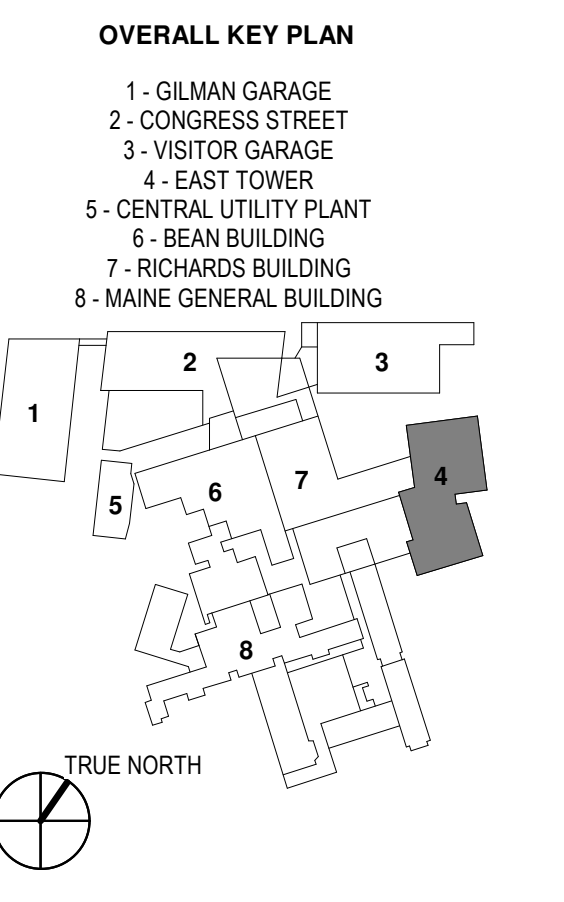 OVERALL KEY PLAN
1 - GILMAN GARAGE
2 - CONGRESS STREET
3 - VISITOR GARAGE
4 - EAST TOWER
5 - CENTRAL UTILITY PLANT
6 - BEAN BUILDING
7 - RICHARDS BUILDING
8 - MAINE GENERAL BUILDING
2
3
1
4
7
6
5
8
TRUE NORTH